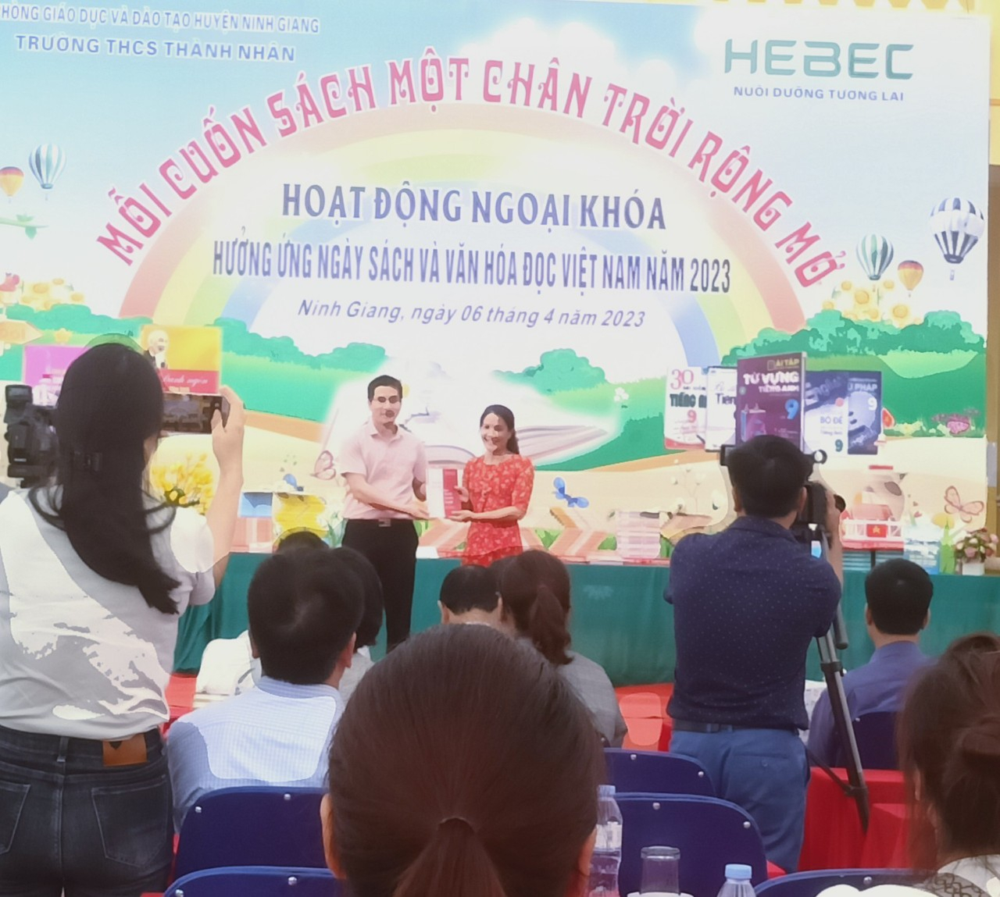 PHÒNG GIÁO DỤC VÀ ĐÀO TẠO HUYỆN NINH GIANG
TRƯỜNG THCS THÀNH NHÂN
HEBEC
NUÔI DƯỠNG TƯƠNG LAI
MỖI CUỐN SÁCH MỘT CHÂN TRỜI RỘNG MỞ
HOẠT ĐỘNG NGOẠI KHÓA
HƯỞNG ỨNG NGÀY SÁCH VÀ VĂN HÓA ĐỌC VIỆT NAM NĂM 2023
Ninh Giang, ngày 06 tháng 4 năm 2023
30
TIẾNG
9
BÀI TẬP
TỪ VỰNG
TIẾNG ANH
9
BỘ ĐỀ
Tiếng Anh
9
PHÁP
9